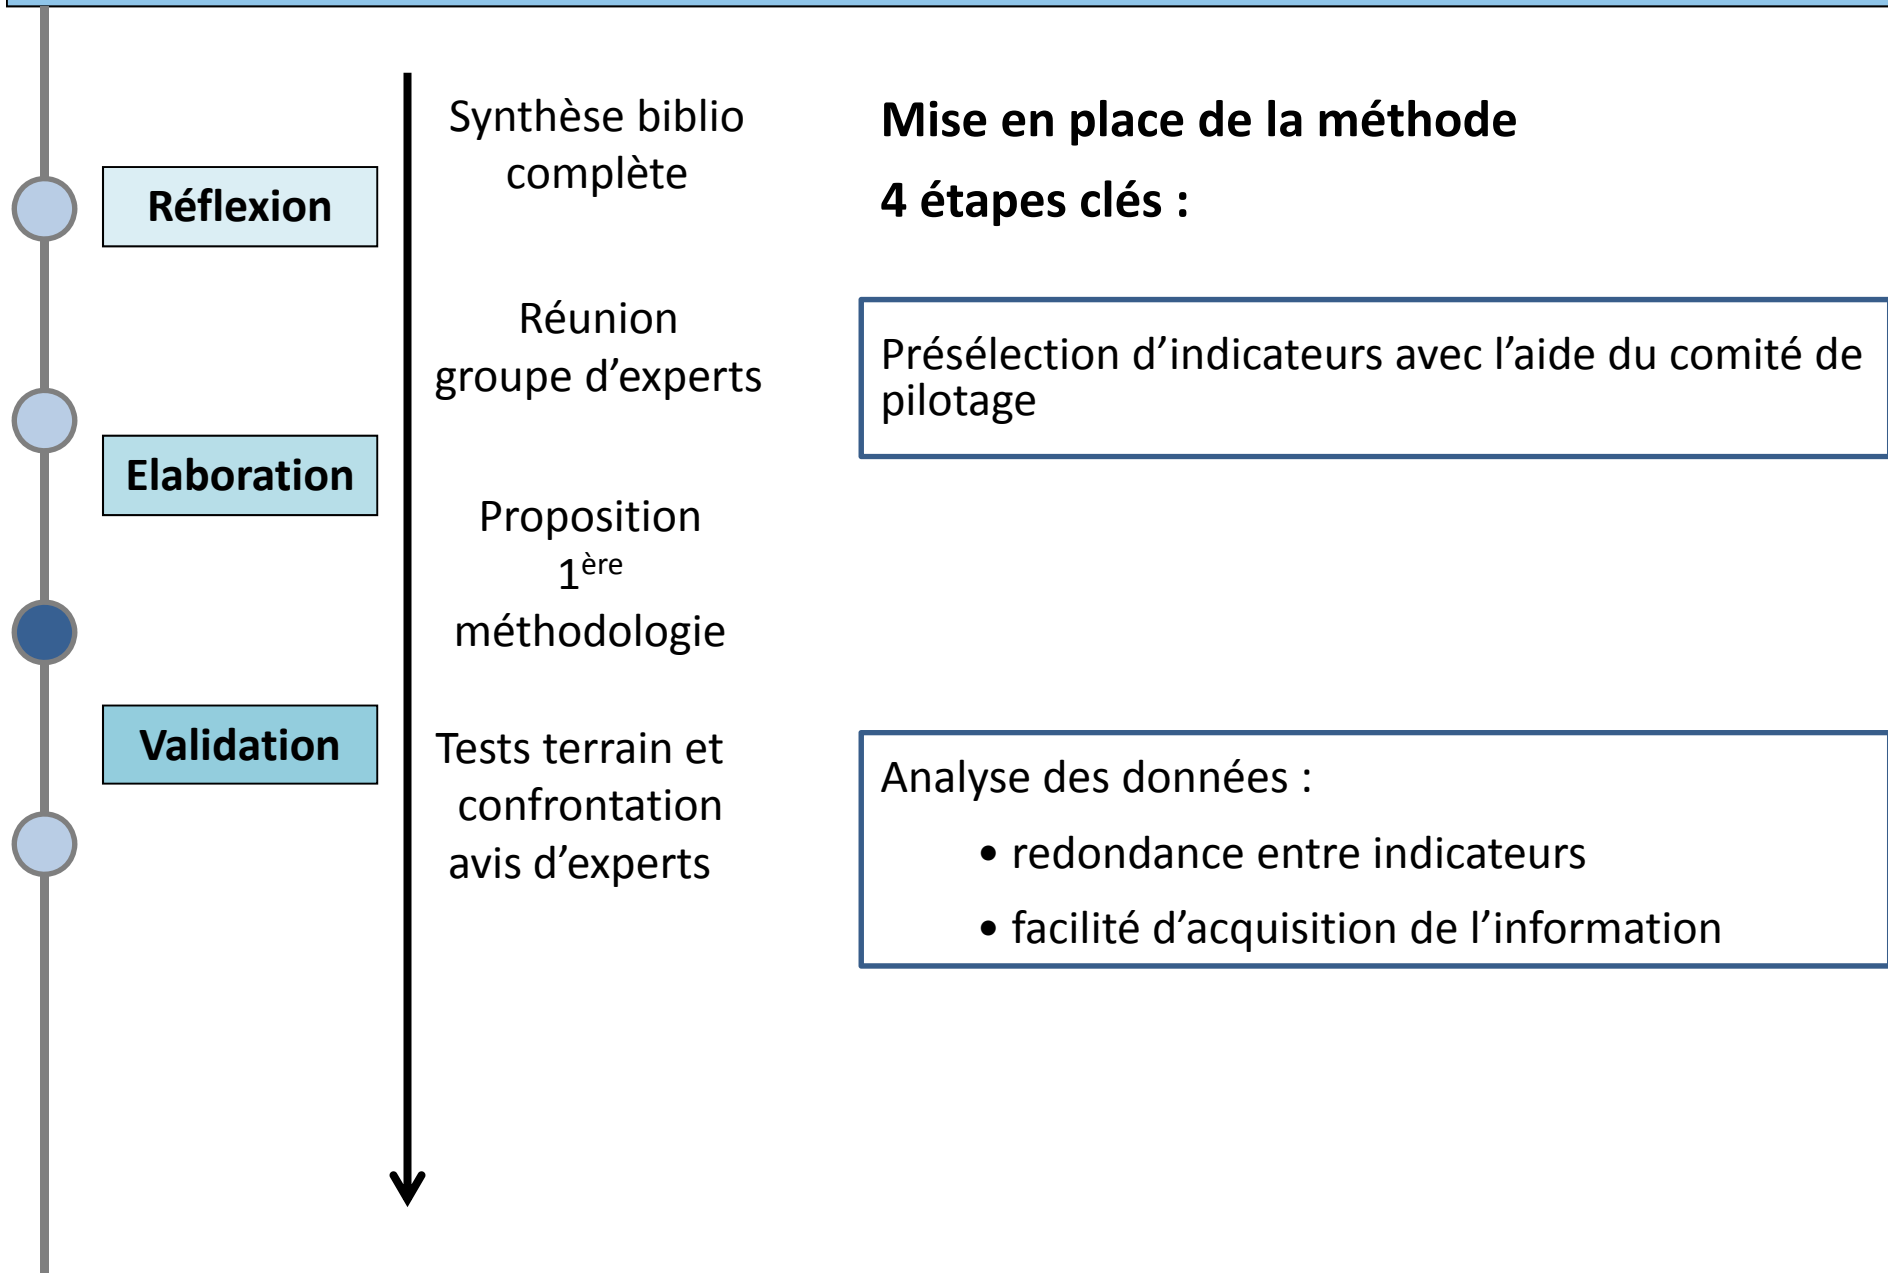 Réflexion
Elaboration
Validation
Synthèse biblio
complète
Réunion
groupe d’experts
Proposition
1ère
méthodologie
Tests terrain et
confrontation
avis d’experts
Mise en place de la méthode
4 étapes clés :
Présélection d’indicateurs avec l’aide du comité de
pilotage
Analyse des données :
• redondance entre indicateurs
• facilité d’acquisition de l’information